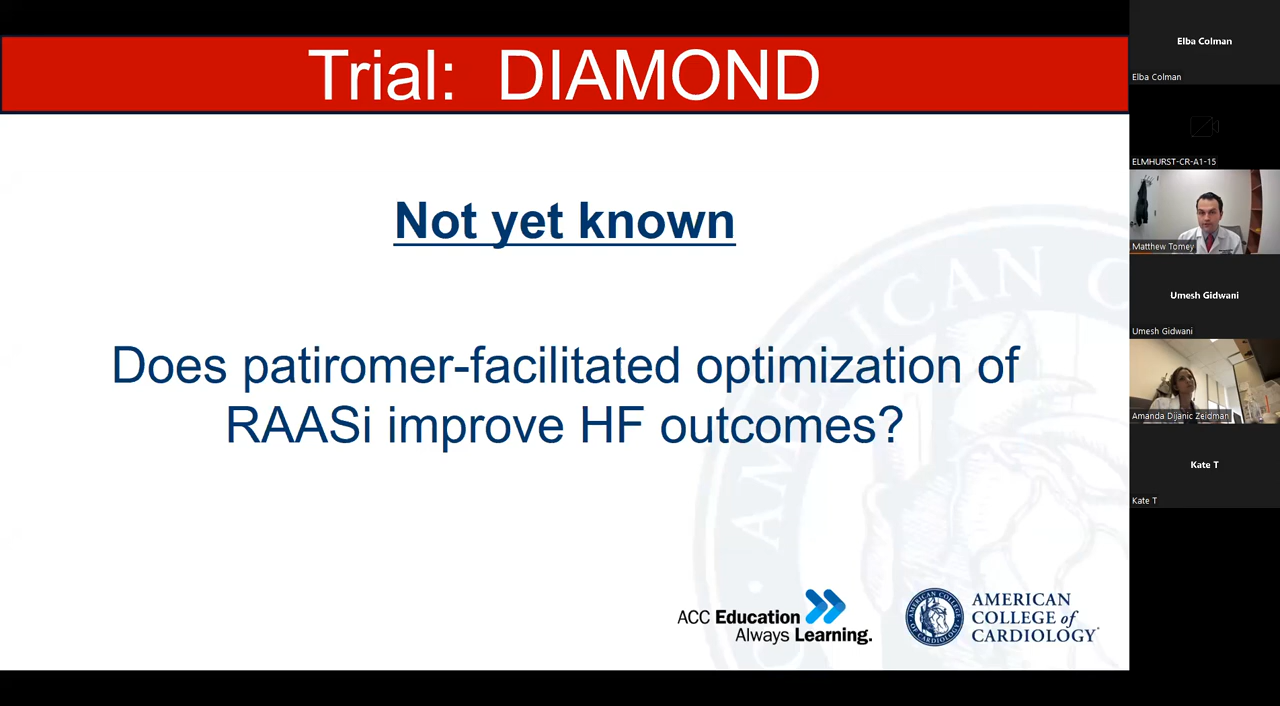 Trial: DIAMOND
Not yet known
Does patiromer-facilitated optimization of
RAASi improve HF outcomes?
ACC Education
Always Learning.
AMERICAN
COLLEGE of
CARDIOLOGY
AMERICAN C
Elba Colman
Elba Colman
ELMHURST-CR-A1-15
Matthew Tomey
Umesh Gidwani
Umesh Gidwani
Amanda Dijanic Zeidman
Kate T
Kate T